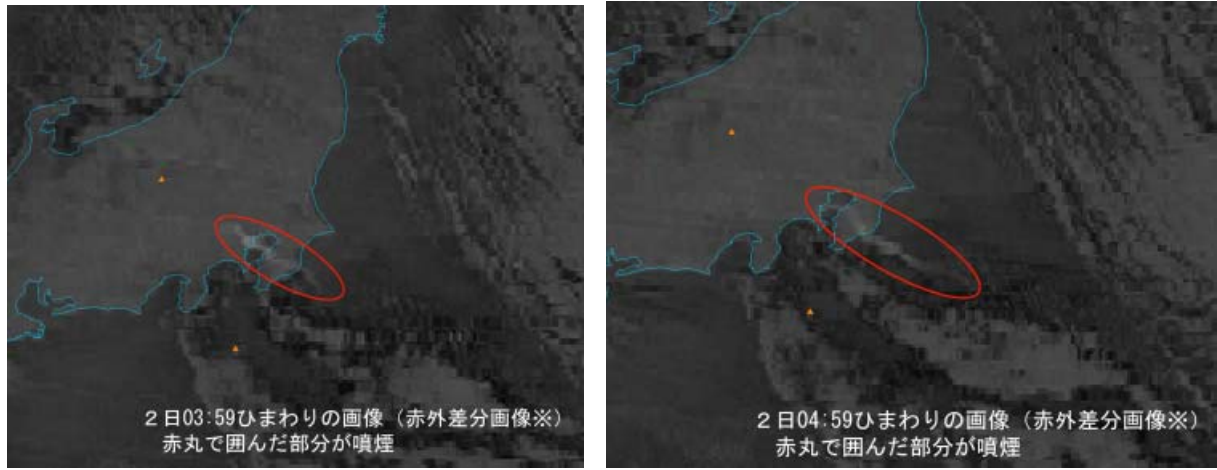 ２日03:59ひまわりの画像（赤外差分画像※）
赤丸で囲んだ部分が噴煙
２日04:59ひまわりの画像（赤外差分画像※）
赤丸で囲んだ部分が噴煙